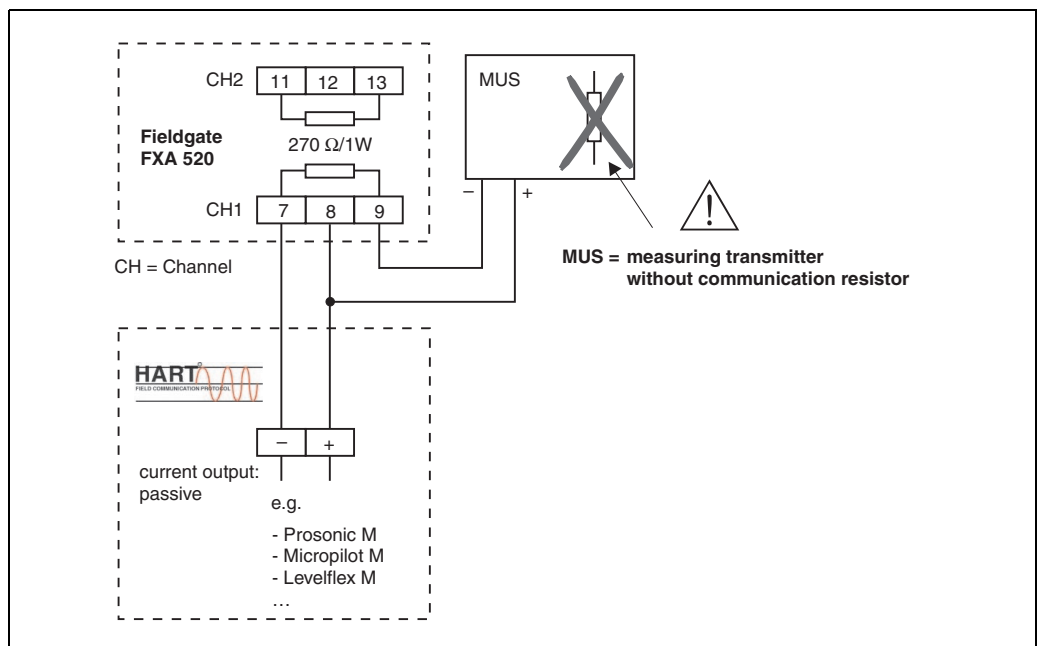 CH2 11 12 13
MUS
Fieldgate
FXA 520
270 Ω/1W
CH1 7 8 9
– +
CH = Channel
MUS = measuring transmitter
without communication resistor
HART
FIELD COMMUNICATION PROTOCOL
– +
current output:
passive
e.g.
- Prosonic M
- Micropilot M
- Levelflex M
...